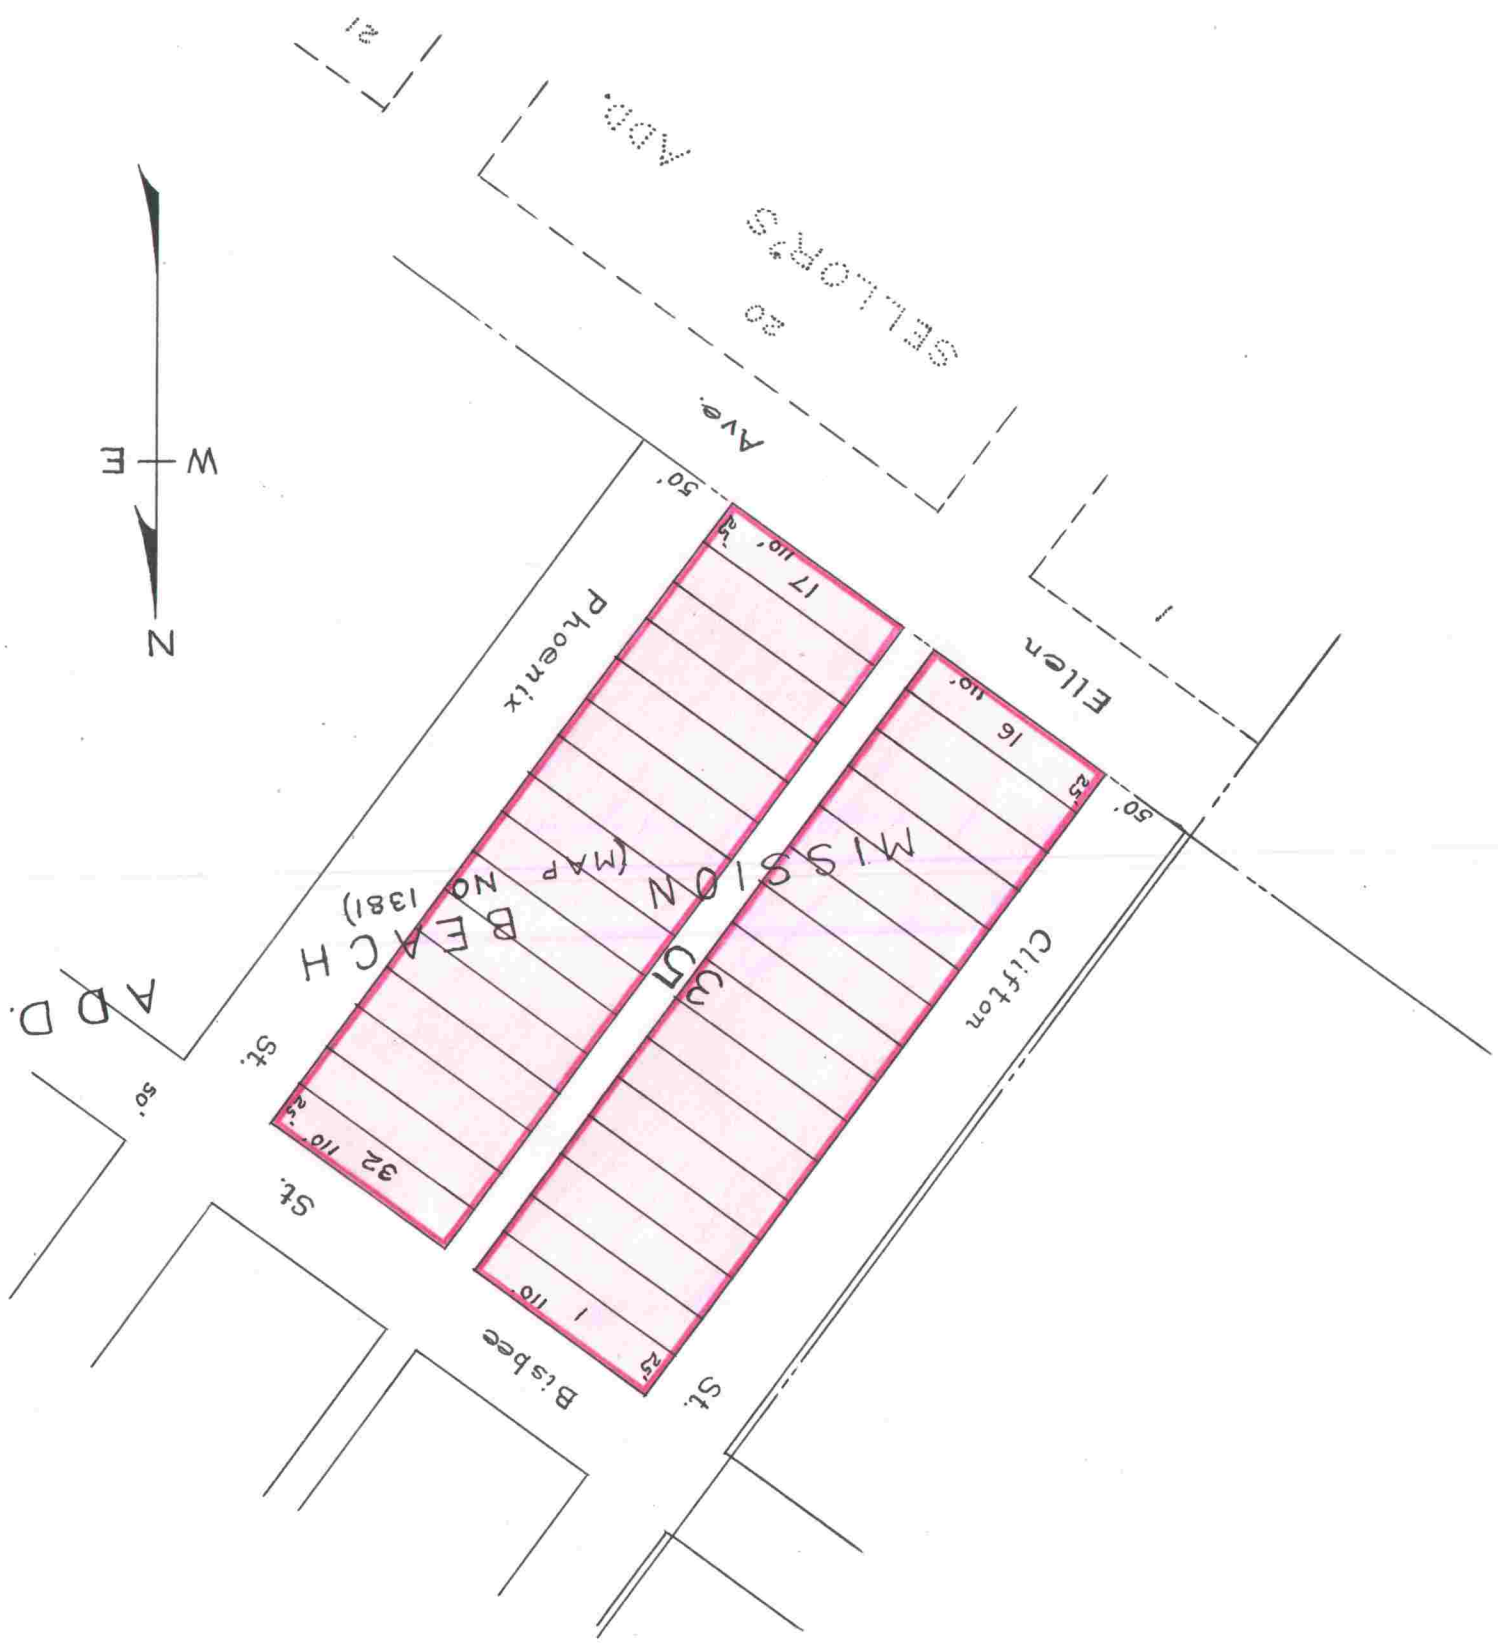 Bisbee St.
25'
1
110'
32
110'
25'
50'
Clifton St.
Phoenix St.
MISSION BEACH ADD.
(MAP NO 1381)
35
50'
25'
16
110'
17
110'
25'
50'
Ellen Ave.
N
W E
1
20
SELLOR'S ADD.
21